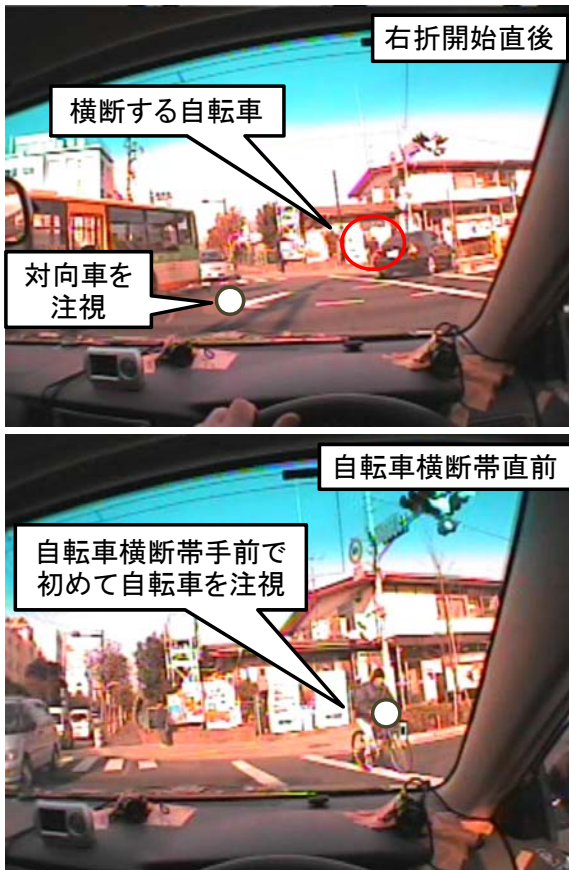 右折開始直後
横断する自転車
対向車を
注視
自転車横断帯直前
自転車横断帯手前で
初めて自転車を注視